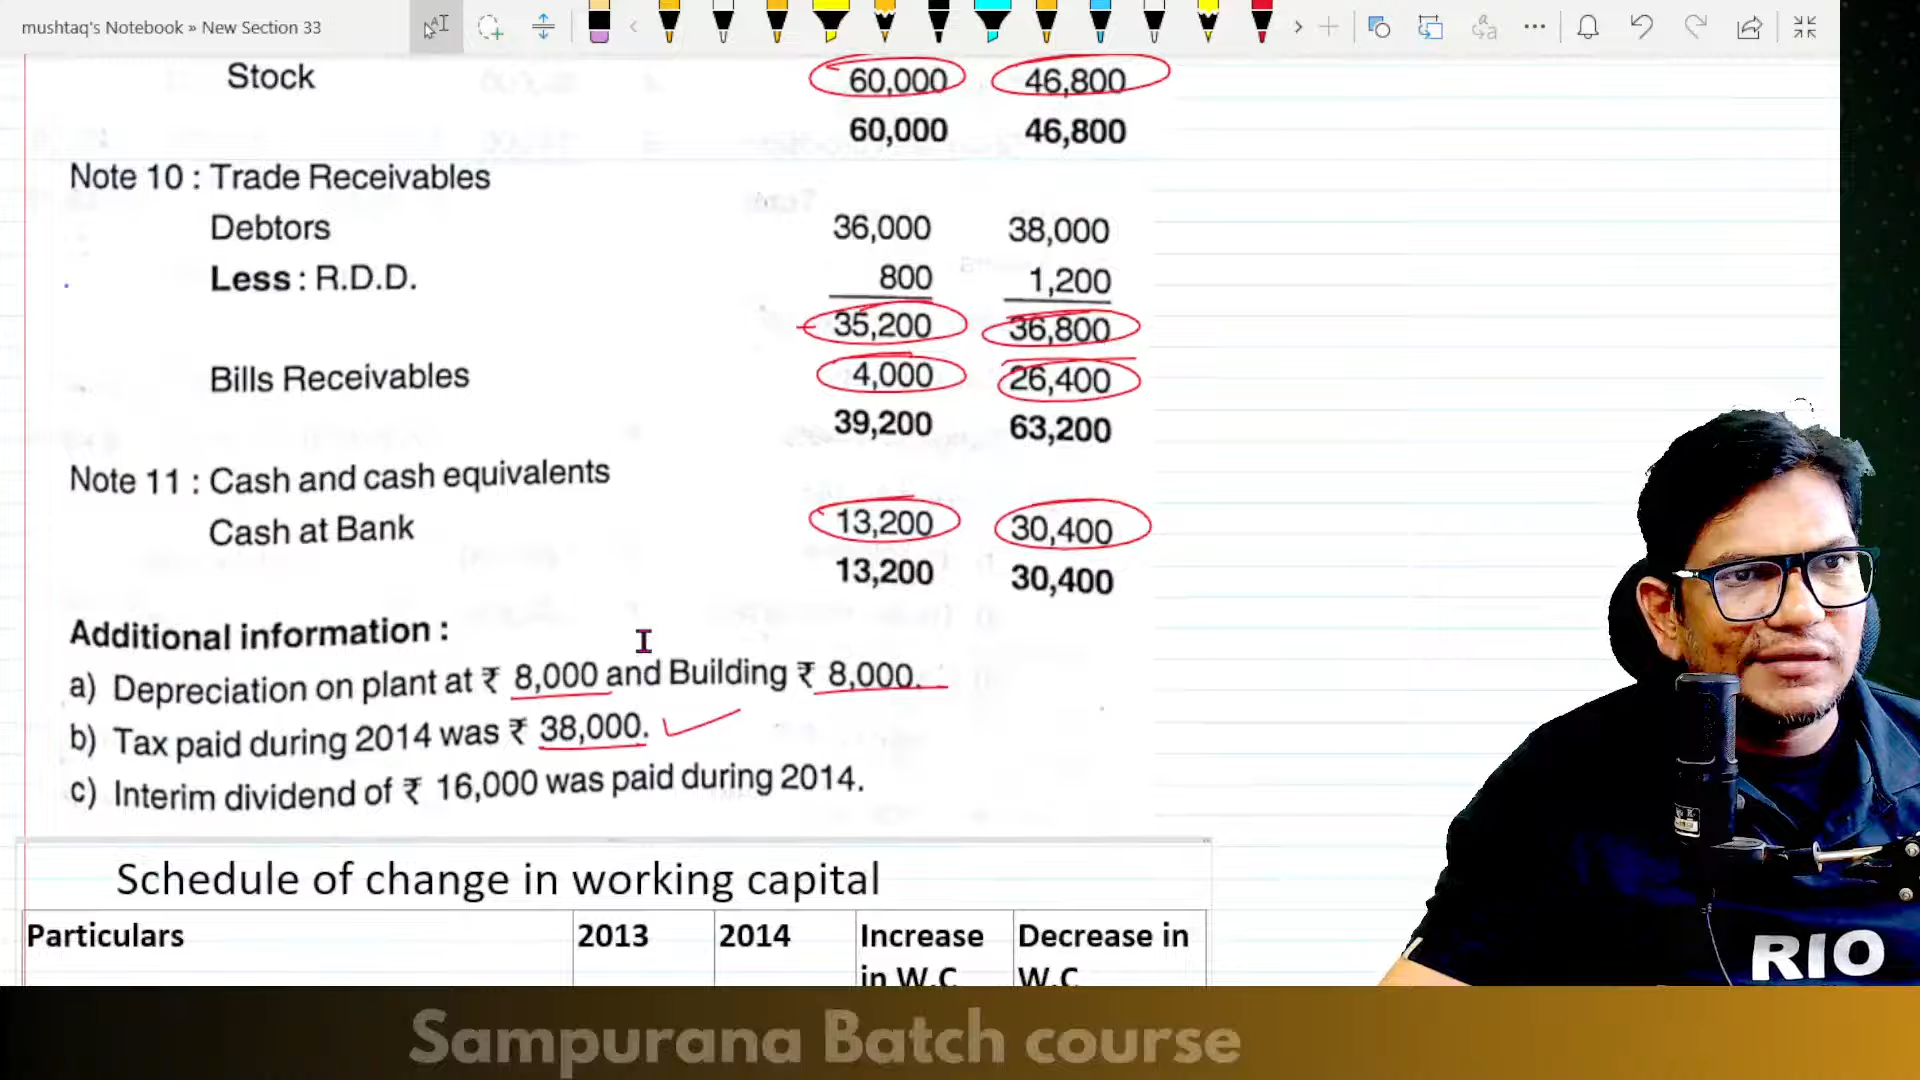 mushtaq's Notebook » New Section 33
Stock 60,000 46,800
60,000 46,800
Note 10 : Trade Receivables
Debtors 36,000 38,000
Less : R.D.D. 800 1,200
35,200 36,800
Bills Receivables 4,000 26,400
39,200 63,200
Note 11 : Cash and cash equivalents
Cash at Bank 13,200 30,400
13,200 30,400
Additional information :
a) Depreciation on plant at ₹ 8,000 and Building ₹ 8,000.
b) Tax paid during 2014 was ₹ 38,000.
c) Interim dividend of ₹ 16,000 was paid during 2014.
Schedule of change in working capital
Particulars 2013 2014 Increase in W.C Decrease in W.C
RIO
Sampurana Batch course